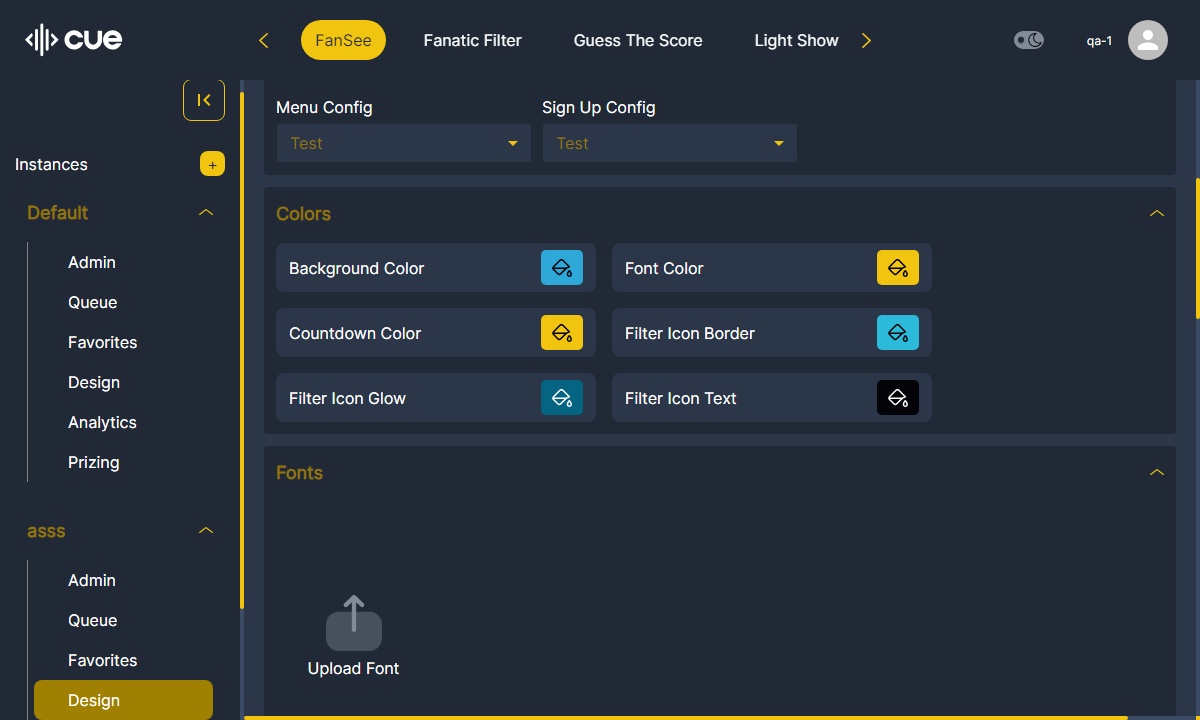 cue
FanSee
Fanatic Filter
Guess The Score
Light Show
qa-1
Instances
+
Default
Admin
Queue
Favorites
Design
Analytics
Prizing
asss
Admin
Queue
Favorites
Design
Menu Config
Sign Up Config
Test
Test
Colors
Background Color
Font Color
Countdown Color
Filter Icon Border
Filter Icon Glow
Filter Icon Text
Fonts
Upload Font